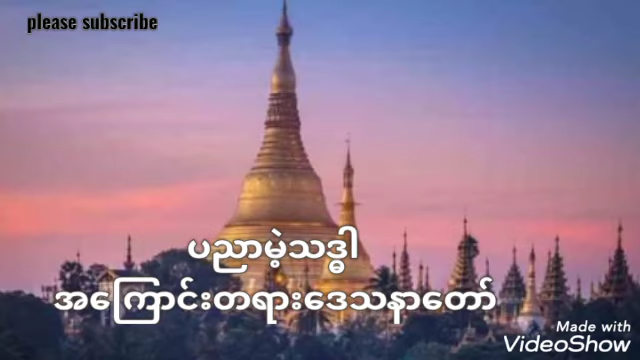 please subscribe
ပညာမဲ့သဒ္ဓါ
အကြောင်းတရားဒေသနာတော်
Made with
VideoShow